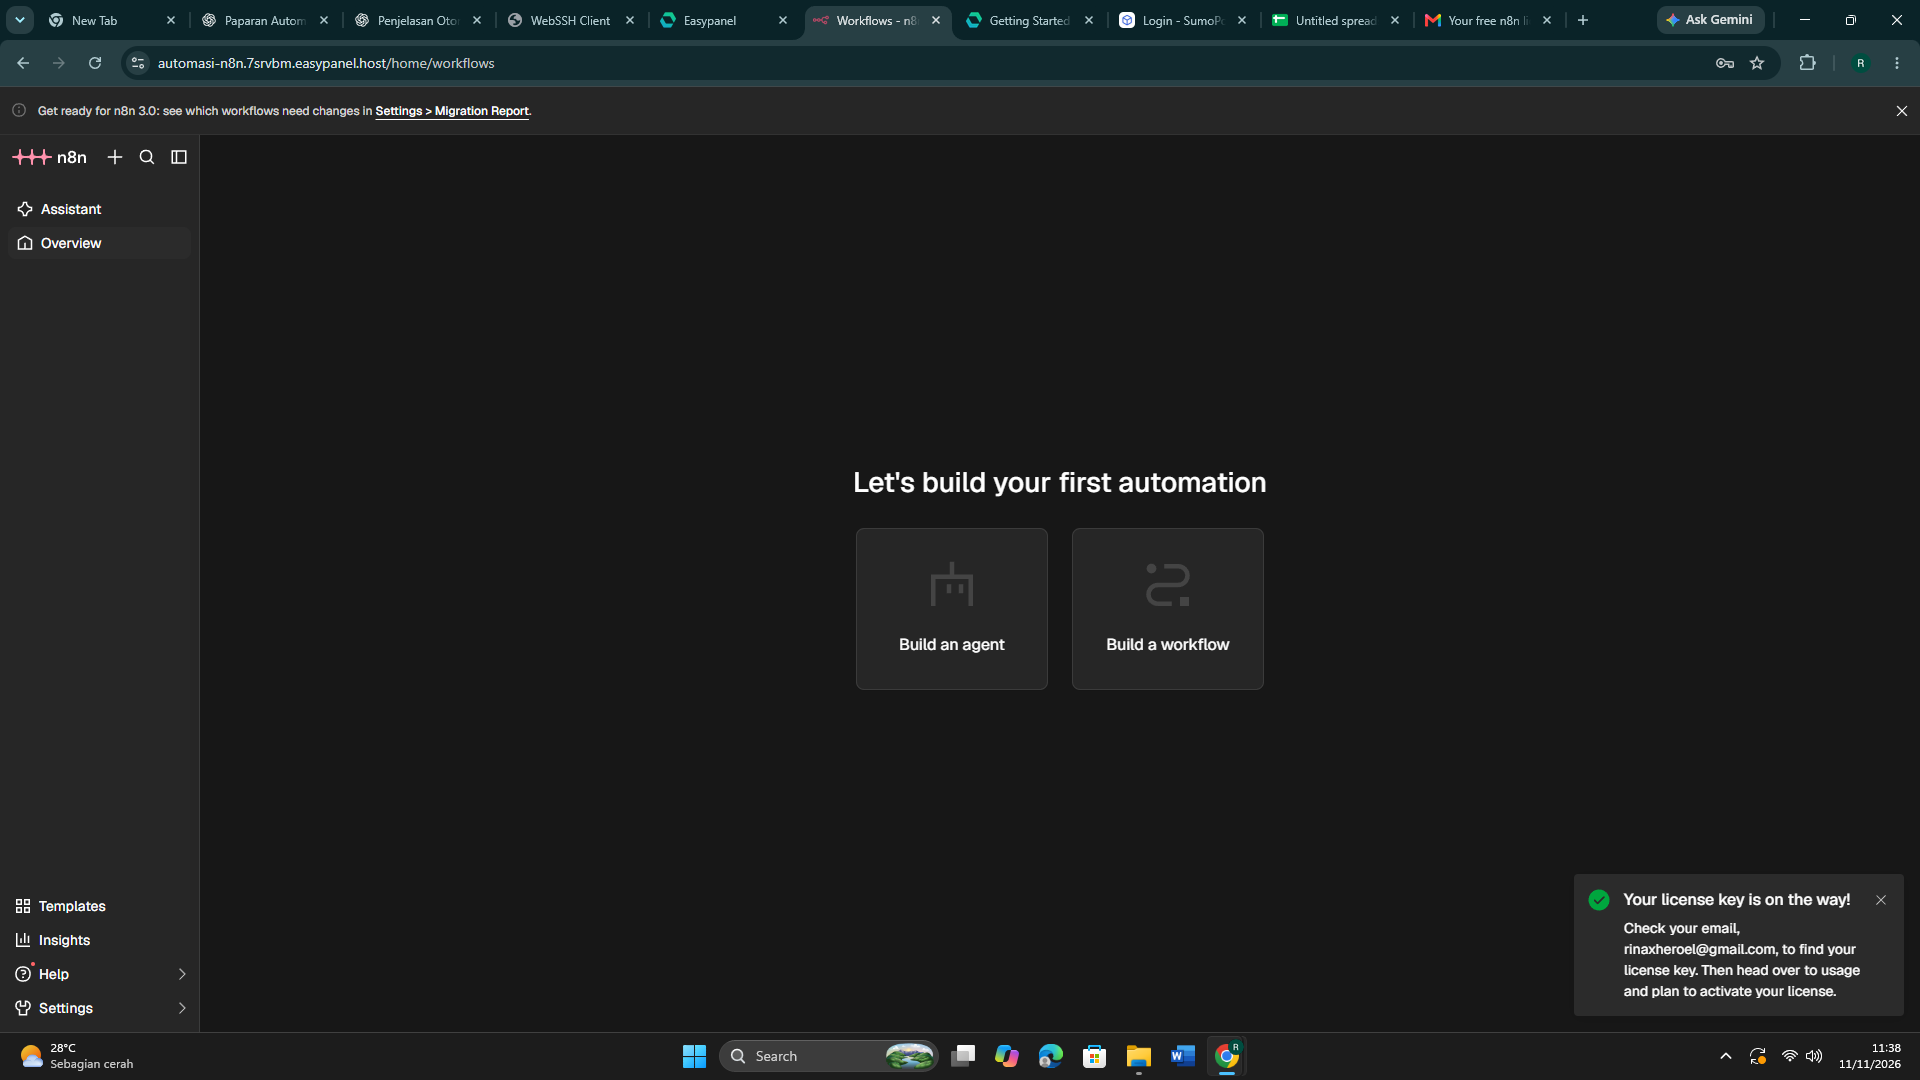 New Tab
Paparan Autom
Penjelasan Otor
WebSSH Client
Easypanel
Workflows - n8
Getting Started
Login - SumoP
Untitled spread
Your free n8n li
Ask Gemini
automasi-n8n.7srvbm.easypanel.host/home/workflows
R
Get ready for n8n 3.0: see which workflows need changes in Settings > Migration Report.
n8n
Assistant
Overview
Let's build your first automation
Build an agent
Build a workflow
Templates
Insights
Help
Settings
Your license key is on the way!
Check your email,
rinaxheroel@gmail.com, to find your
license key. Then head over to usage
and plan to activate your license.
28°C
Sebagian cerah
Search
R
11:38
11/11/2026